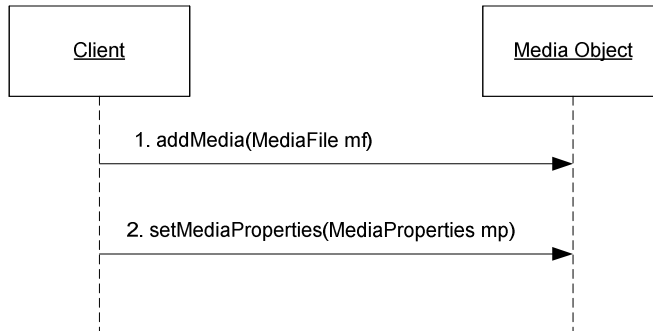 Client
Media Object
1. addMedia(MediaFile mf)
2. setMediaProperties(MediaProperties mp)